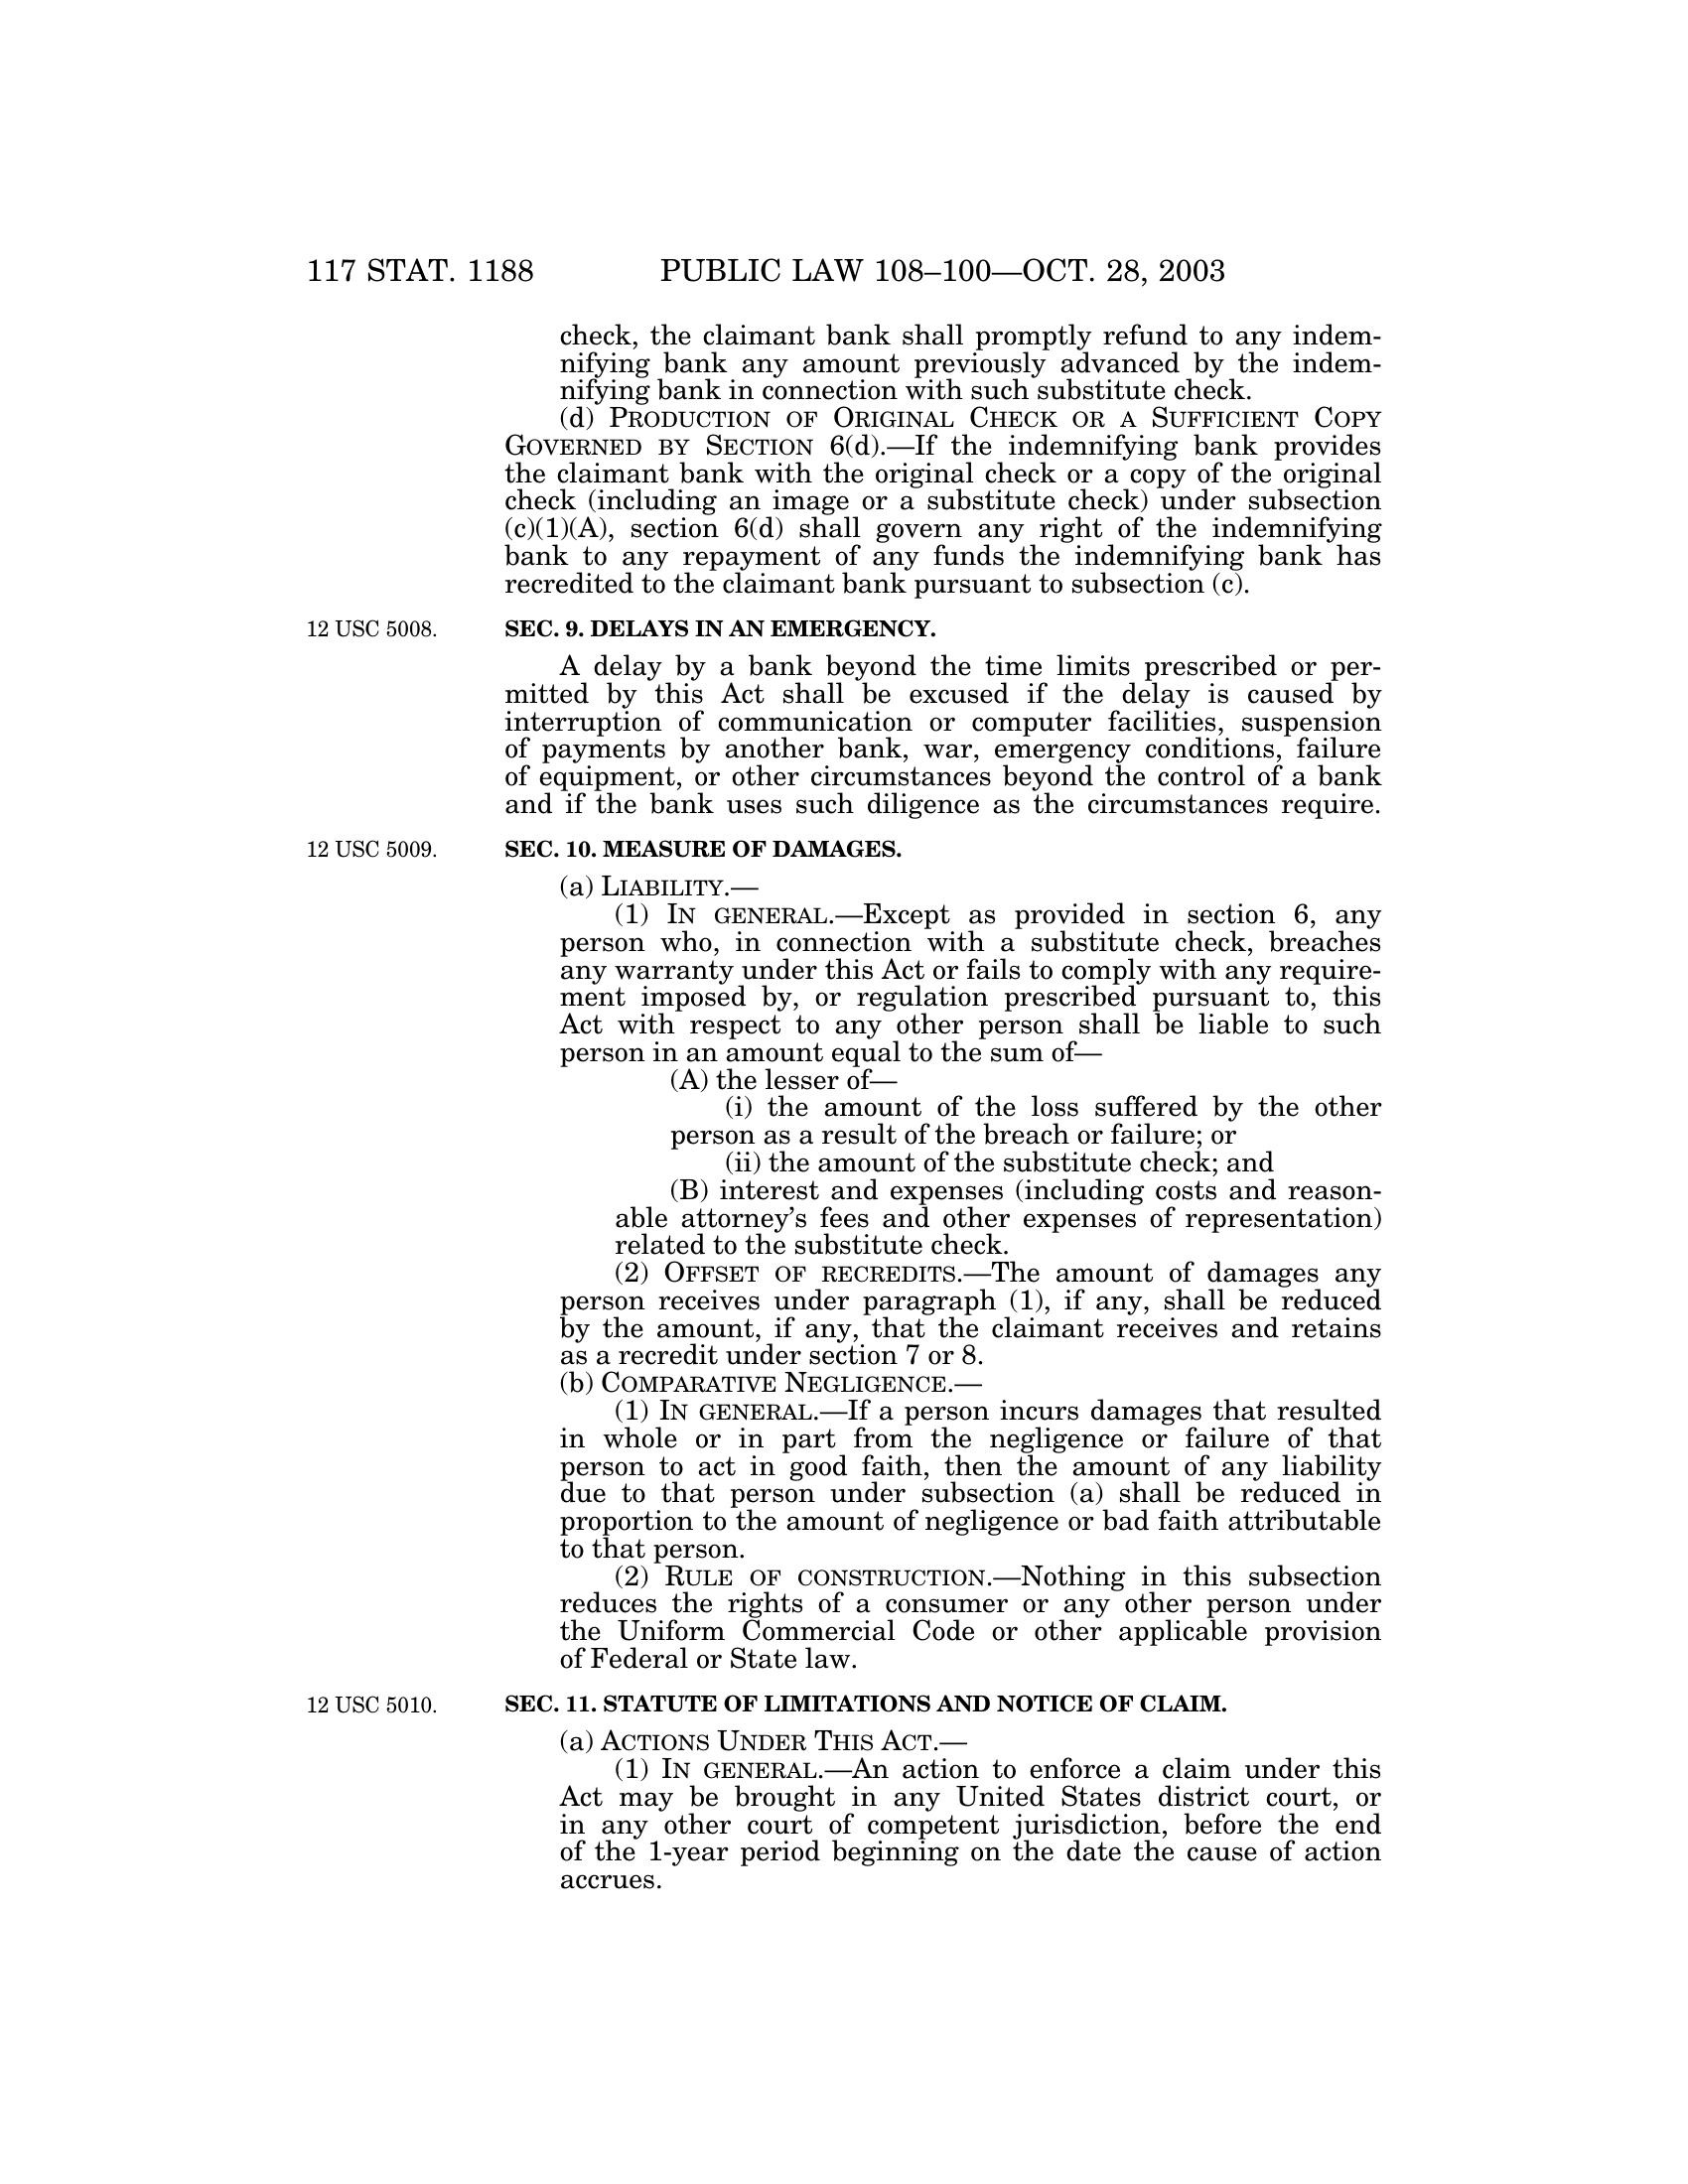 117 STAT. 1188 PUBLIC LAW 108–100—OCT. 28, 2003
check, the claimant bank shall promptly refund to any indem-
nifying bank any amount previously advanced by the indem-
nifying bank in connection with such substitute check.
(d) PRODUCTION OF ORIGINAL CHECK OR A SUFFICIENT COPY
GOVERNED BY SECTION 6(d).—If the indemnifying bank provides
the claimant bank with the original check or a copy of the original
check (including an image or a substitute check) under subsection
(c)(1)(A), section 6(d) shall govern any right of the indemnifying
bank to any repayment of any funds the indemnifying bank has
recredited to the claimant bank pursuant to subsection (c).
12 USC 5008. SEC. 9. DELAYS IN AN EMERGENCY.
A delay by a bank beyond the time limits prescribed or per-
mitted by this Act shall be excused if the delay is caused by
interruption of communication or computer facilities, suspension
of payments by another bank, war, emergency conditions, failure
of equipment, or other circumstances beyond the control of a bank
and if the bank uses such diligence as the circumstances require.
12 USC 5009. SEC. 10. MEASURE OF DAMAGES.
(a) LIABILITY.—
(1) IN GENERAL.—Except as provided in section 6, any
person who, in connection with a substitute check, breaches
any warranty under this Act or fails to comply with any require-
ment imposed by, or regulation prescribed pursuant to, this
Act with respect to any other person shall be liable to such
person in an amount equal to the sum of—
(A) the lesser of—
(i) the amount of the loss suffered by the other
person as a result of the breach or failure; or
(ii) the amount of the substitute check; and
(B) interest and expenses (including costs and reason-
able attorney's fees and other expenses of representation)
related to the substitute check.
(2) OFFSET OF RECREDITS.—The amount of damages any
person receives under paragraph (1), if any, shall be reduced
by the amount, if any, that the claimant receives and retains
as a recredit under section 7 or 8.
(b) COMPARATIVE NEGLIGENCE.—
(1) IN GENERAL.—If a person incurs damages that resulted
in whole or in part from the negligence or failure of that
person to act in good faith, then the amount of any liability
due to that person under subsection (a) shall be reduced in
proportion to the amount of negligence or bad faith attributable
to that person.
(2) RULE OF CONSTRUCTION.—Nothing in this subsection
reduces the rights of a consumer or any other person under
the Uniform Commercial Code or other applicable provision
of Federal or State law.
12 USC 5010. SEC. 11. STATUTE OF LIMITATIONS AND NOTICE OF CLAIM.
(a) ACTIONS UNDER THIS ACT.—
(1) IN GENERAL.—An action to enforce a claim under this
Act may be brought in any United States district court, or
in any other court of competent jurisdiction, before the end
of the 1-year period beginning on the date the cause of action
accrues.